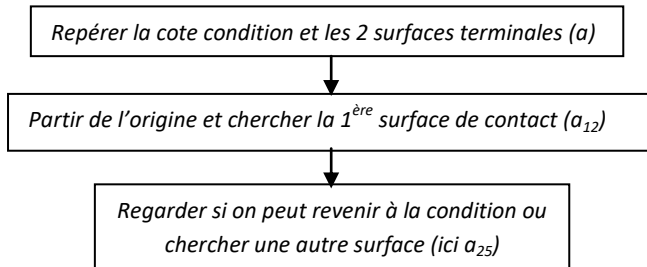 Repérer la cote condition et les 2 surfaces terminales (a)
Partir de l’origine et chercher la 1ère surface de contact (a12)
Regarder si on peut revenir à la condition ou
chercher une autre surface (ici a25)